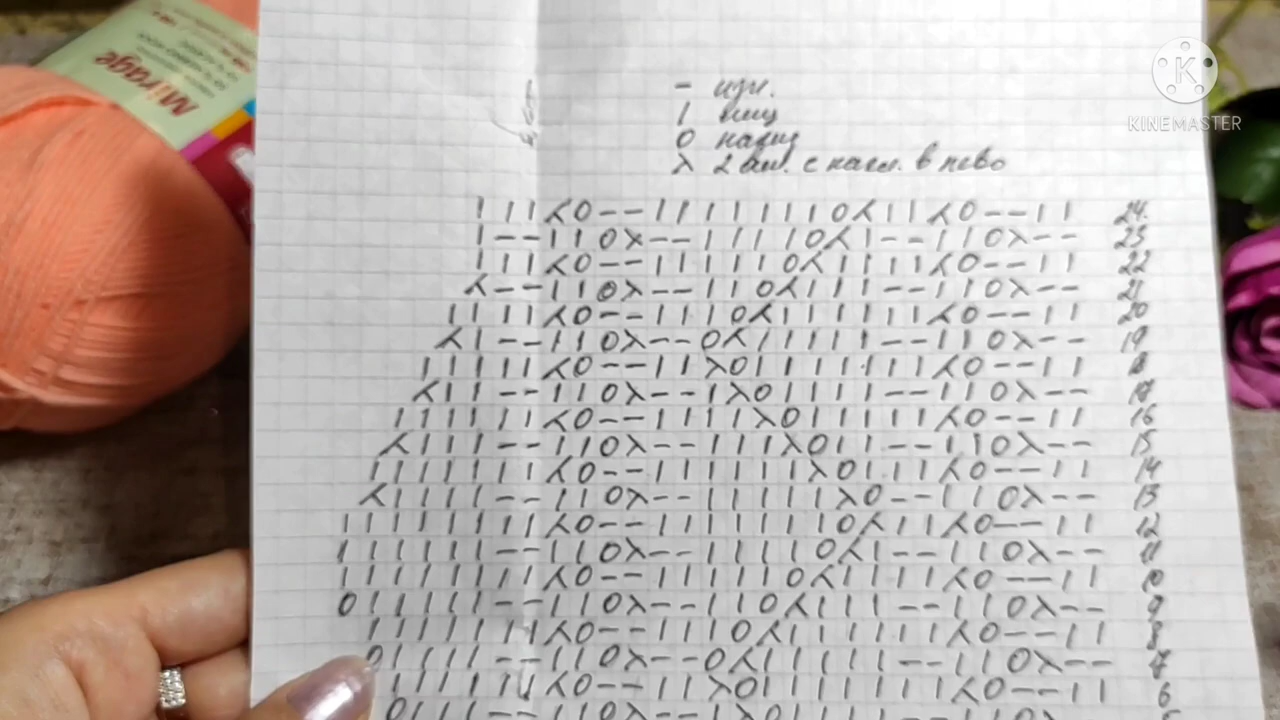 Mirage
KINEMASTER
– изн.
| лиц
O накид
λ 2 вм. с накл. в лево
| | | ⅄ O – – | | | | | | | O ⅄ | | ⅄ O – – | | 24.
| – – | | O λ – – | | | | O ⅄ | – – | | O λ – – 23
| | | ⅄ O – – | | | | | O ⅄ | | | | ⅄ O – – | | 22
⅄ – – | | O λ – – | | O ⅄ | | | – – | | O λ – – 21
| | | | ⅄ O – – | | | O ⅄ | | | | | | ⅄ O – – | | 20
⅄ | – – | | O λ – – O ⅄ | | | | | – – | | O λ – – 19
| | | | | ⅄ O – – | | λ O | | | | | | | ⅄ O – – | | 18
⅄ | | – – | | O λ – – | λ O | | | | – – | | O λ – – 17
| | | | | | ⅄ O – – | | | | λ O | | | | | ⅄ O – – | | 16
⅄ | | | – – | | O λ – – | | | λ O | | – – | | O λ – – 15
| | | | | | | ⅄ O – – | | | | | | λ O | | | ⅄ O – – | | 14
⅄ | | | | – – | | O λ – – | | | | | λ O – – | | O λ – – 13
| | | | | | | | ⅄ O – – | | | | | | | O ⅄ | | ⅄ O – – | | 12
| | | | | | – – | | O λ – – | | | | O ⅄ | – – | | O λ – – 11
| | | | | | | | ⅄ O – – | | | | | O ⅄ | | | | ⅄ O – – | | 10
O | | | | | – – | | O λ – – | | O ⅄ | | | – – | | O λ – – 9
| | | | | | | ⅄ O – – | | | O ⅄ | | | | | | ⅄ O – – | | 8
O | | | | – – | | O λ – – O ⅄ | | | | | – – | | O λ – – 7
| | | | | | ⅄ O – – | | λ O | | | | | | | ⅄ O – – | | 6